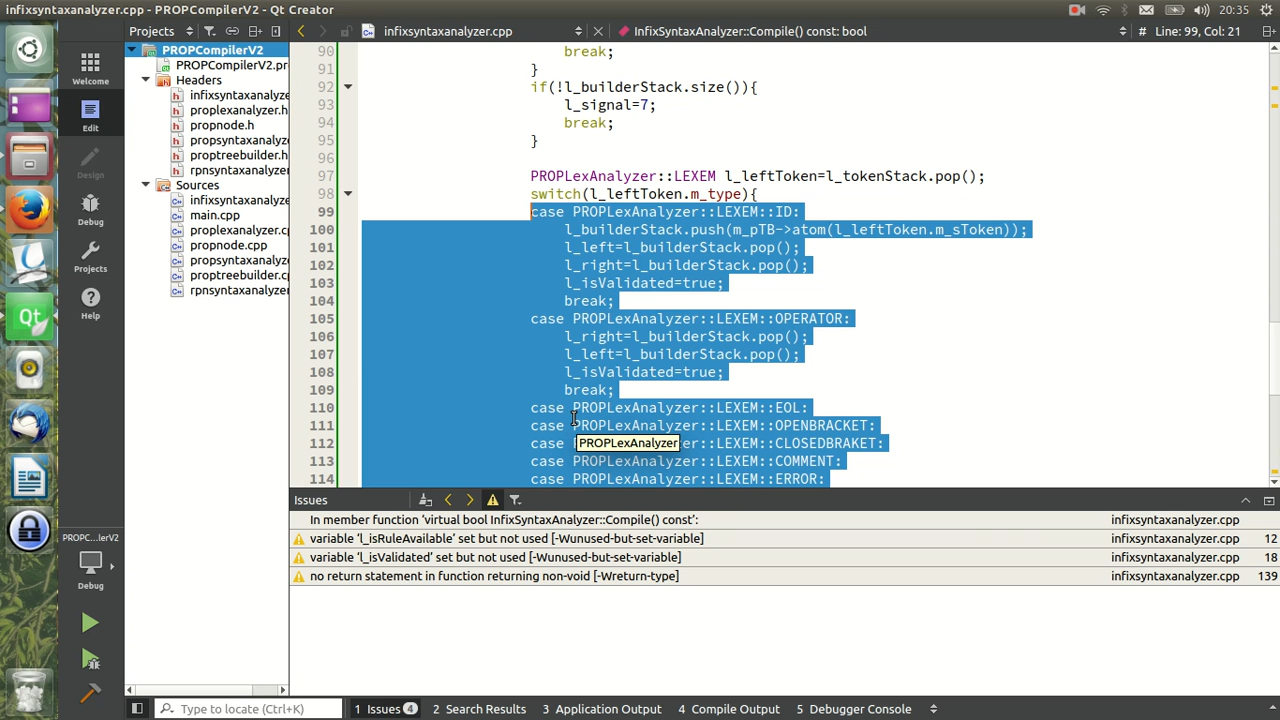 infixsyntaxanalyzer.cpp - PROPCompilerV2 - Qt Creator
20:35
Projects
infixsyntaxanalyzer.cpp
InfixSyntaxAnalyzer::Compile() const: bool
# Line: 99, Col: 21
Welcome
Edit
Design
Debug
Projects
Help
PROPC...lerV2
Debug
PROPCompilerV2
PROPCompilerV2.pr
Headers
infixsyntaxanalyze
proplexanalyzer.h
propnode.h
propsyntaxanalyze
proptreebuilder.h
rpnsyntaxanalyzer
Sources
infixsyntaxanalyze
main.cpp
proplexanalyzer.c
propnode.cpp
propsyntaxanalyze
proptreebuilder.cp
rpnsyntaxanalyzer
90 break;
91 }
92 if(!l_builderStack.size()){
93 l_signal=7;
94 break;
95 }
96
97 PROPLexAnalyzer::LEXEM l_leftToken=l_tokenStack.pop();
98 switch(l_leftToken.m_type){
99 case PROPLexAnalyzer::LEXEM::ID:
100 l_builderStack.push(m_pTB->atom(l_leftToken.m_sToken));
101 l_left=l_builderStack.pop();
102 l_right=l_builderStack.pop();
103 l_isValidated=true;
104 break;
105 case PROPLexAnalyzer::LEXEM::OPERATOR:
106 l_right=l_builderStack.pop();
107 l_left=l_builderStack.pop();
108 l_isValidated=true;
109 break;
110 case PROPLexAnalyzer::LEXEM::EOL:
111 case PROPLexAnalyzer::LEXEM::OPENBRACKET:
112 case PROPLexAnalyzer er::LEXEM::CLOSEDBRAKET:
113 case PROPLexAnalyzer::LEXEM::COMMENT:
114 case PROPLexAnalyzer::LEXEM::ERROR:
Issues
In member function 'virtual bool InfixSyntaxAnalyzer::Compile() const': infixsyntaxanalyzer.cpp
variable 'l_isRuleAvailable' set but not used [-Wunused-but-set-variable] infixsyntaxanalyzer.cpp 12
variable 'l_isValidated' set but not used [-Wunused-but-set-variable] infixsyntaxanalyzer.cpp 18
no return statement in function returning non-void [-Wreturn-type] infixsyntaxanalyzer.cpp 139
Type to locate (Ctrl+K)
1 Issues 4
2 Search Results
3 Application Output
4 Compile Output
5 Debugger Console